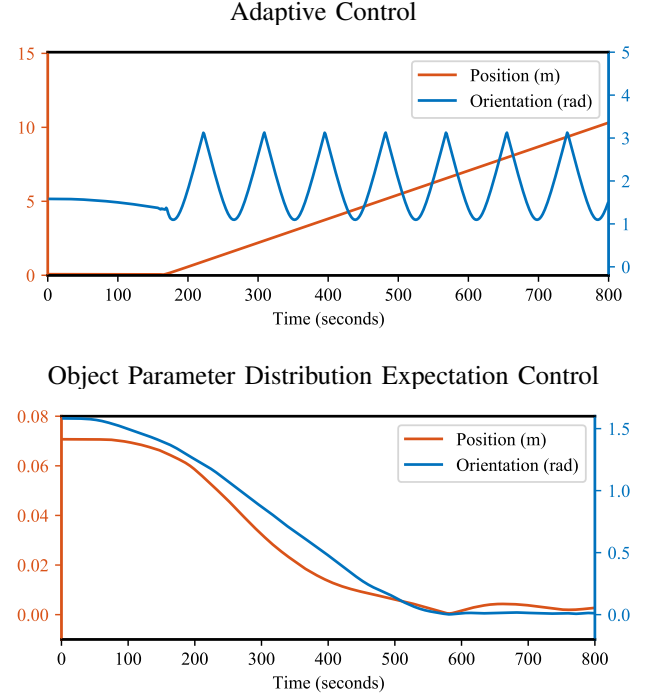 Adaptive Control
15
10
5
0
5
4
3
2
1
0
Position (m)
Orientation (rad)
0 100 200 300 400 500 600 700 800
Time (seconds)
Object Parameter Distribution Expectation Control
0.08
0.06
0.04
0.02
0.00
1.5
1.0
0.5
0.0
Position (m)
Orientation (rad)
0 100 200 300 400 500 600 700 800
Time (seconds)